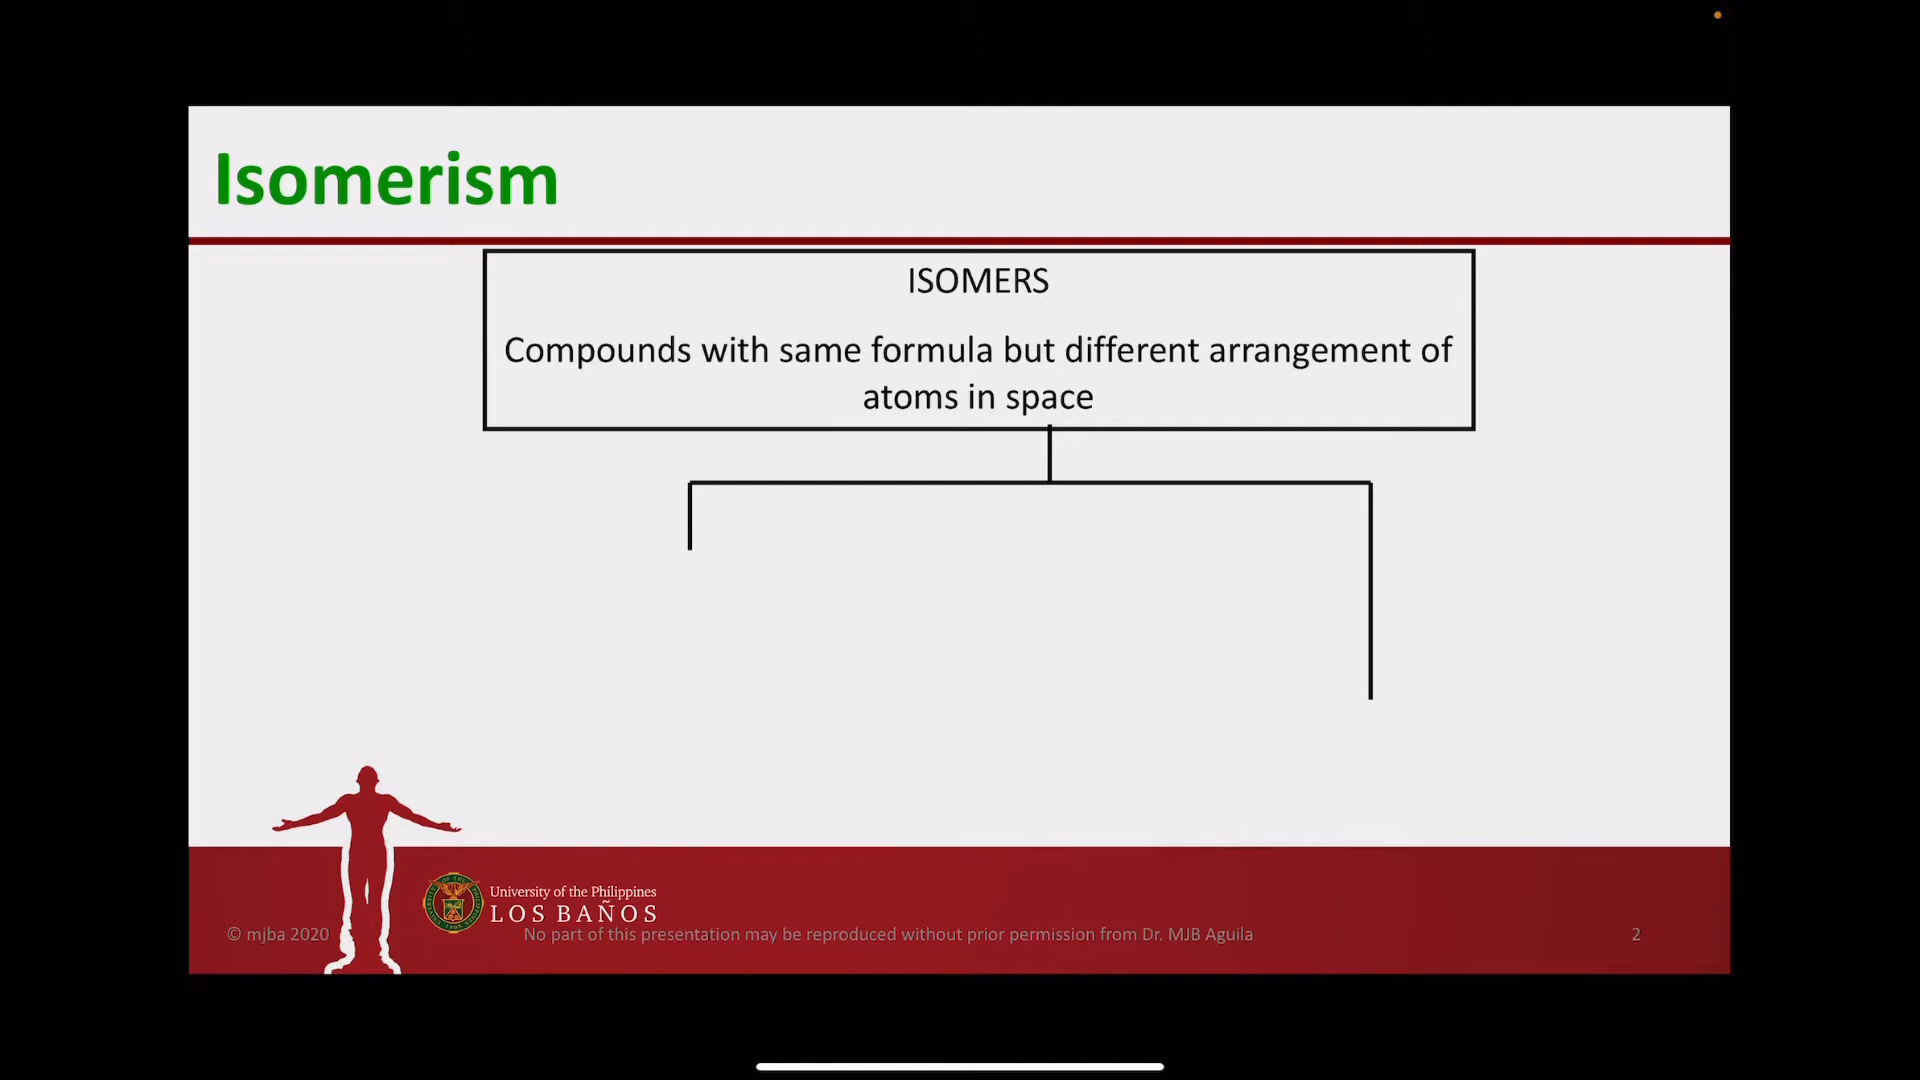 Isomerism
ISOMERS
Compounds with same formula but different arrangement of
atoms in space
University of the Philippines
LOS BAÑOS
© mjba 2020
No part of this presentation may be reproduced without prior permission from Dr. MJB Aguila
2